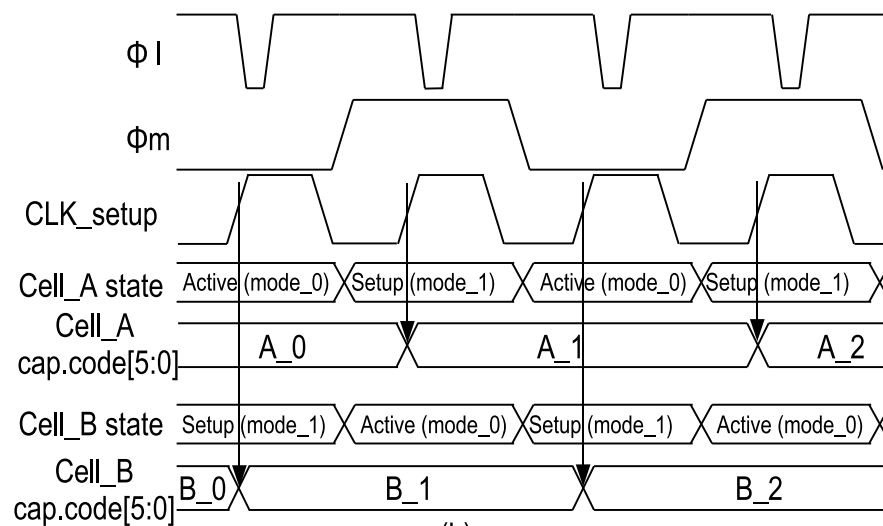 Φ l
Φm
CLK_setup
Cell_A state Active (mode_0) Setup (mode_1) Active (mode_0) Setup (mode_1)
Cell_A
cap.code[5:0] A_0 A_1 A_2
Cell_B state Setup (mode_1) Active (mode_0) Setup (mode_1) Active (mode_0)
Cell_B
cap.code[5:0] B_0 B_1 B_2